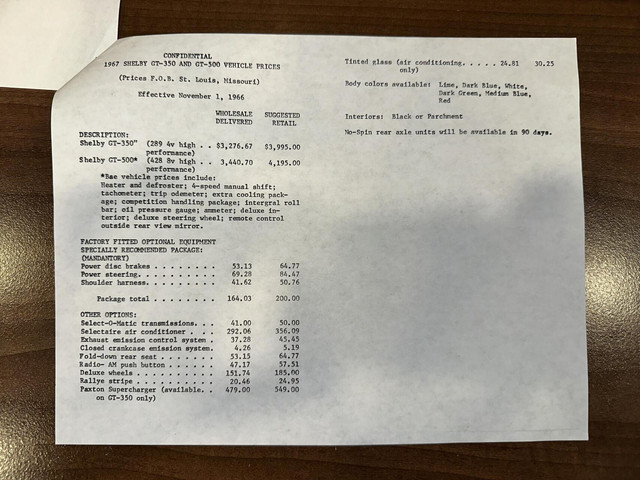 CONFIDENTIAL
1967 SHELBY GT-350 AND GT-500 VEHICLE PRICES
(Prices F.O.B. St. Louis, Missouri)
Effective November 1, 1966
WHOLESALE SUGGESTED
DELIVERED RETAIL
DESCRIPTION:
Shelby GT-350" (289 4v high . . $3,276.67 $3,995.00
performance)
Shelby GT-500* (428 8v high . . 3,440.70 4,195.00
performance)
*Bae vehicle prices include:
Heater and defroster; 4-speed manual shift;
tachometer; trip odemeter; extra cooling pack-
age; competition handling package; intergral roll
bar; oil pressure gauge; ammeter; deluxe in-
terior; deluxe steering wheel; remote control
outside rear view mirror.
FACTORY FITTED OPTIONAL EQUIPMENT
SPECIALLY RECOMMENDED PACKAGE:
(MANDANTORY)
Power disc brakes . . . . . . . . 53.13 64.77
Power steering. . . . . . . . . . 69.28 84.47
Shoulder harness. . . . . . . . . 41.62 50.76
Package total . . . . . . . . 164.03 200.00
OTHER OPTIONS:
Select-O-Matic transmissions. . . 41.00 50.00
Selectaire air conditioner . . . 292.06 356.09
Exhaust emission control system . 37.28 45.45
Closed crankcase emission system. 4.26 5.19
Fold-down rear seat . . . . . . . 53.15 64.77
Radio- AM push button . . . . . . 47.17 57.51
Deluxe wheels . . . . . . . . . . 151.74 185.00
Rallye stripe . . . . . . . . . . 20.46 24.95
Paxton Supercharger (available. . 479.00 549.00
on GT-350 only)
Tinted glass (air conditioning. . . . . 24.81 30.25
only)
Body colors available: Lime, Dark Blue, White,
Dark Green, Medium Blue,
Red
Interiors: Black or Parchment
No-Spin rear axle units will be available in 90 days.